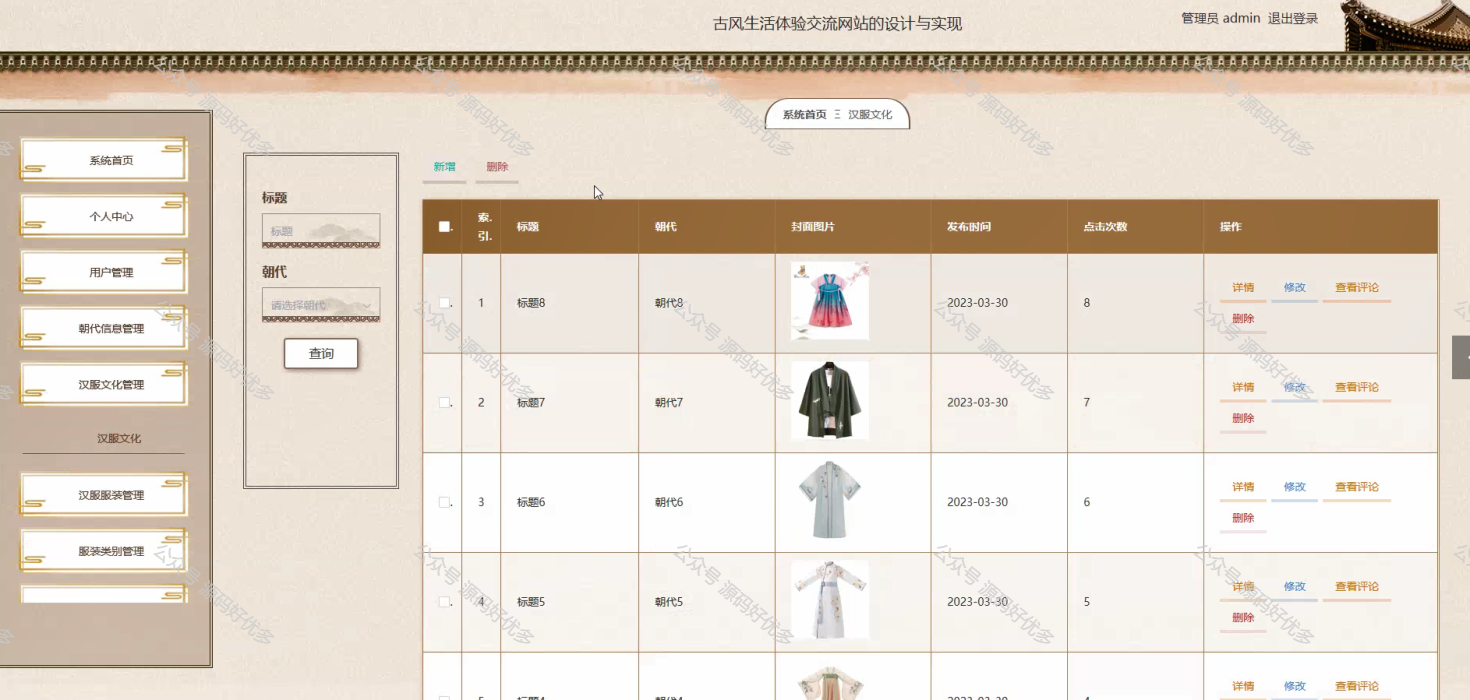 古风生活体验交流网站的设计与实现
管理员 admin 退出登录
系统首页 Ξ 汉服文化
系统首页
个人中心
用户管理
朝代信息管理
汉服文化管理
汉服文化
汉服服装管理
服装类别管理
标题
标题
朝代
请选择朝代
查询
新增 删除
索引. 标题 朝代 封面图片 发布时间 点击次数 操作
1 标题8 朝代8 2023-03-30 8 详情 修改 查看评论
删除
2 标题7 朝代7 2023-03-30 7 详情 修改 查看评论
删除
3 标题6 朝代6 2023-03-30 6 详情 修改 查看评论
删除
4 标题5 朝代5 2023-03-30 5 详情 修改 查看评论
删除
详情 修改 查看评论
公众号 源码好优多